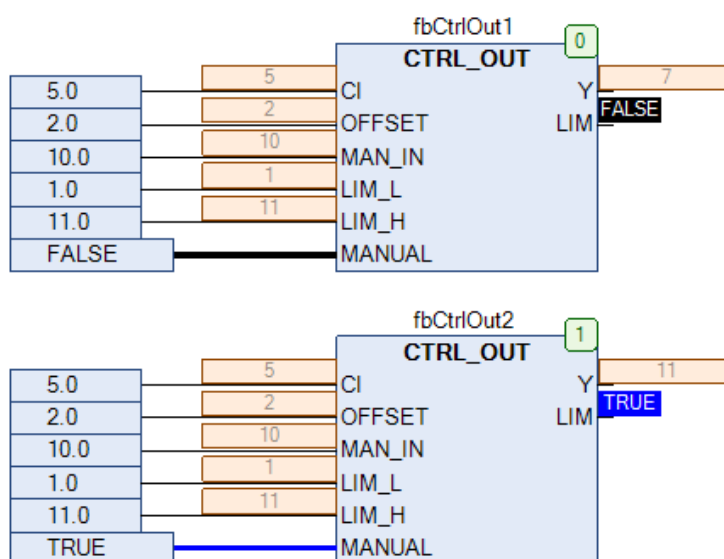 fbCtrlOut1
0
CTRL_OUT
5 7
5.0 CI Y
2 FALSE
2.0 OFFSET LIM
10
10.0 MAN_IN
1
1.0 LIM_L
11
11.0 LIM_H
FALSE MANUAL
fbCtrlOut2
1
CTRL_OUT
5 11
5.0 CI Y
2 TRUE
2.0 OFFSET LIM
10
10.0 MAN_IN
1
1.0 LIM_L
11
11.0 LIM_H
TRUE MANUAL